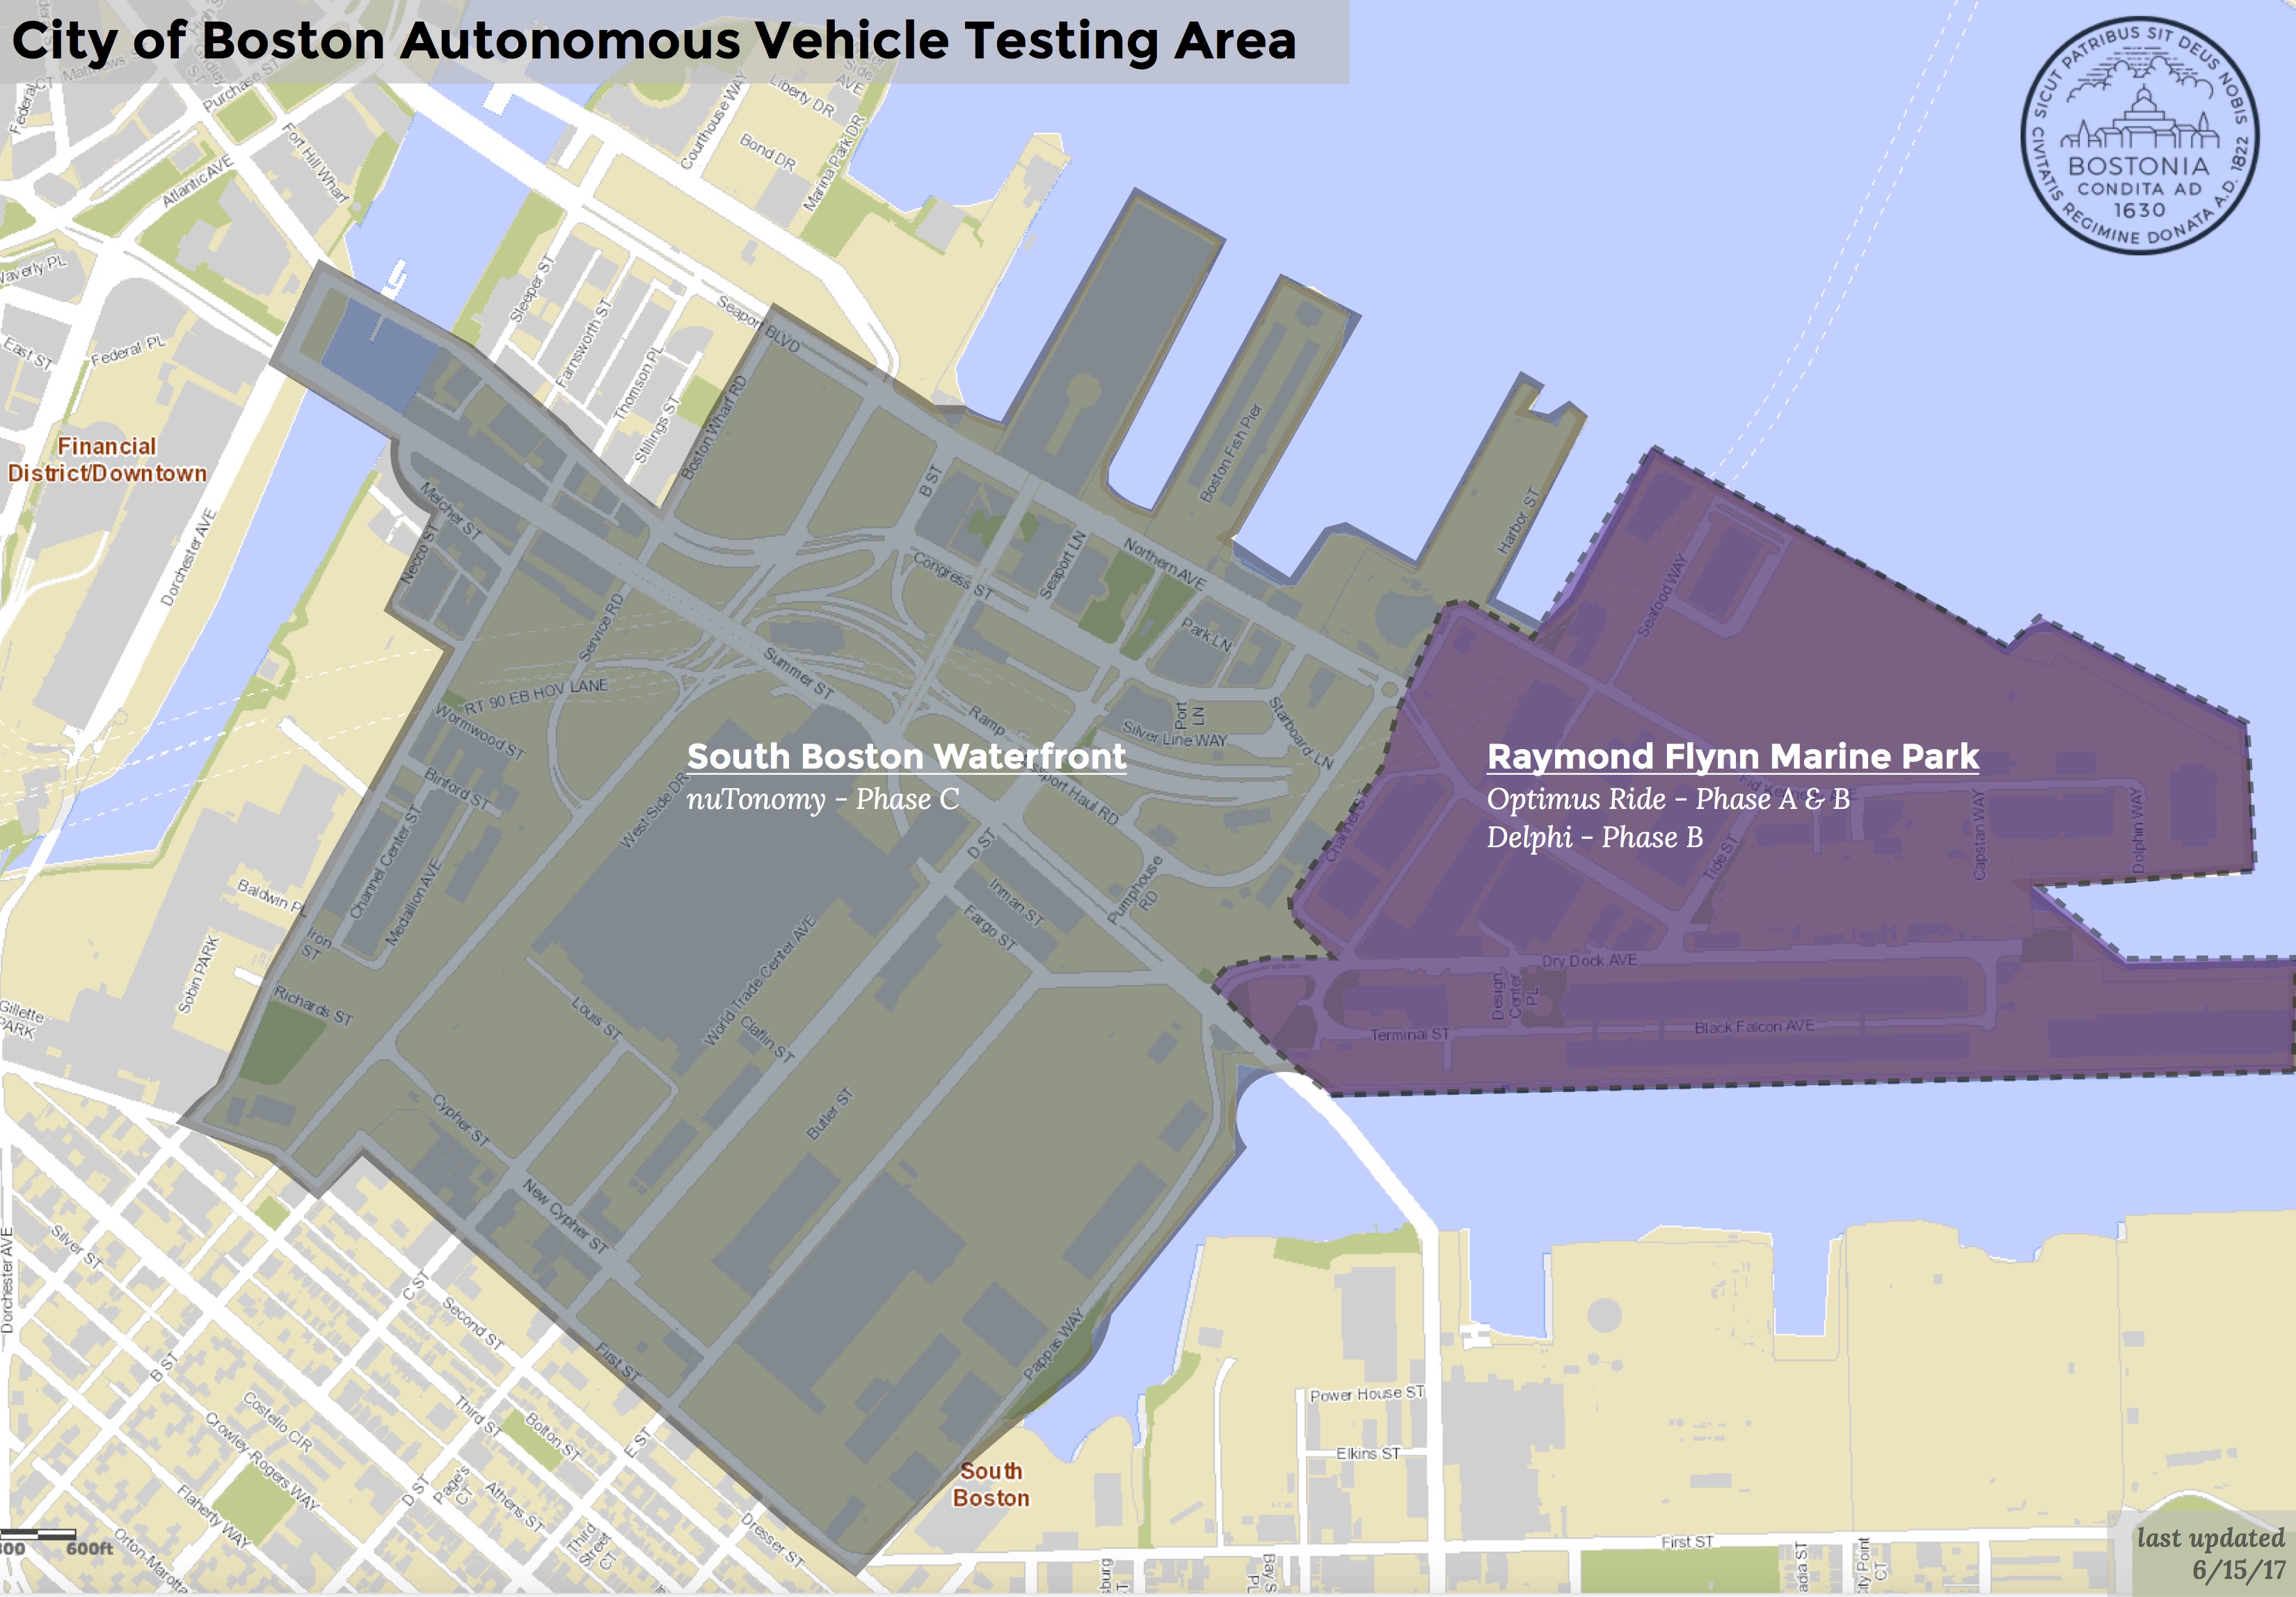 City of Boston Autonomous Vehicle Testing Area
SICUT PATRIBUS SIT DEUS NOBIS
CIVITATIS REGIMINE DONATA A.D. 1822
BOSTONIA
CONDITA AD
1630
Matthews
Federal
CT
ST
Purchase ST
Fort Hill Wharf
Atlantic AVE
Courthouse WAY
Liberty DR
Side
AVE
Bond DR
Marina Park DR
Waverly PL
East ST
Federal PL
Financial
District/Downtown
Dorchester AVE
Sleeper ST
Farnsworth ST
Thomson PL
Stillings ST
Seaport BLVD
Boston Wharf RD
B ST
Boston Fish Pier
Harbor ST
Melcher ST
Necco ST
Congress ST
Seaport LN
Northern AVE
Park LN
Seafood WAY
Service RD
Summer ST
RT 90 EB HOV LANE
Wormwood ST
Binford ST
Ramp
Port
LN
Silver Line WAY
Starboard LN
South Boston Waterfront
nuTonomy - Phase C
Raymond Flynn Marine Park
Optimus Ride - Phase A & B
Delphi - Phase B
West Side DR
Haul RD
Channel ST
Tide ST
Capstan WAY
Dolphin WAY
Channel Center ST
Medallion AVE
D ST
Inman ST
Fargo ST
Pumphouse
RD
Baldwin PL
Iron
ST
Sobin PARK
Gillette
PARK
Richards ST
World Trade Center AVE
Louis ST
Claflin ST
Dry Dock AVE
Design
Center
PL
Terminal ST
Black Falcon AVE
Cypher ST
Butler ST
New Cypher ST
Dorchester AVE
Silver ST
C ST
Second ST
First ST
Pappas WAY
B ST
Costello CIR
Crowley-Rogers WAY
Third ST
Bolton ST
E ST
D ST
Page's
CT
Athens ST
Flaherty WAY
Third
Street
CT
Dresser ST
Orton-Marotta
South
Boston
Power House ST
Elkins ST
First ST
Bay S
PL
600ft
last updated
6/15/17